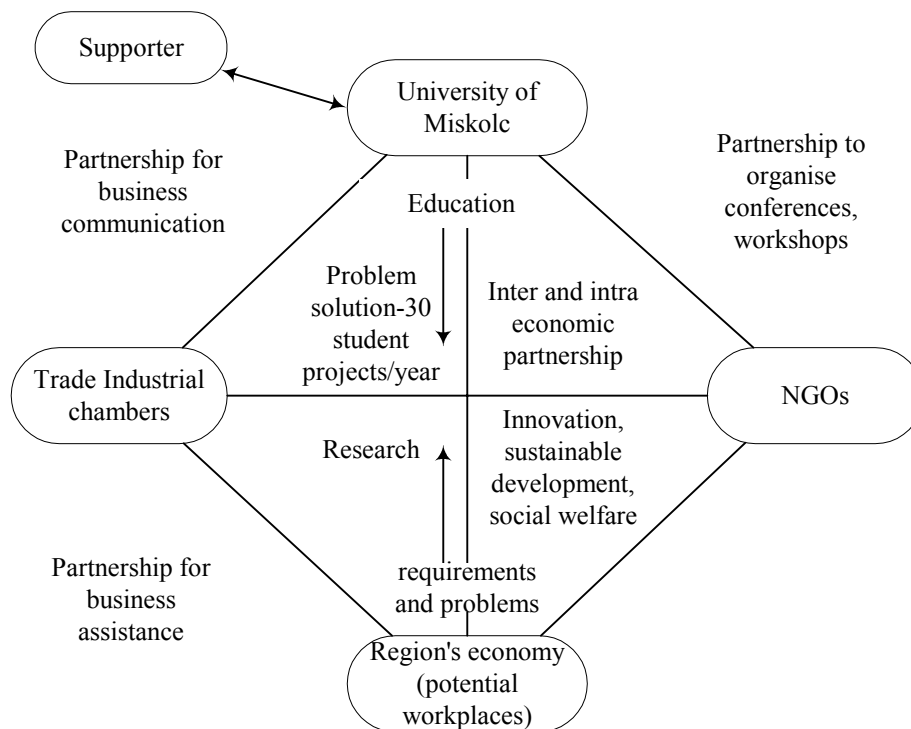 Supporter
University of
Miskolc
Partnership for
business
communication
Partnership to
organise
conferences,
workshops
Education
Problem
solution-30
student
projects/year
Inter and intra
economic
partnership
Trade Industrial
chambers
NGOs
Research
Innovation,
sustainable
development,
social welfare
Partnership for
business
assistance
requirements
and problems
Region's economy
(potential
workplaces)